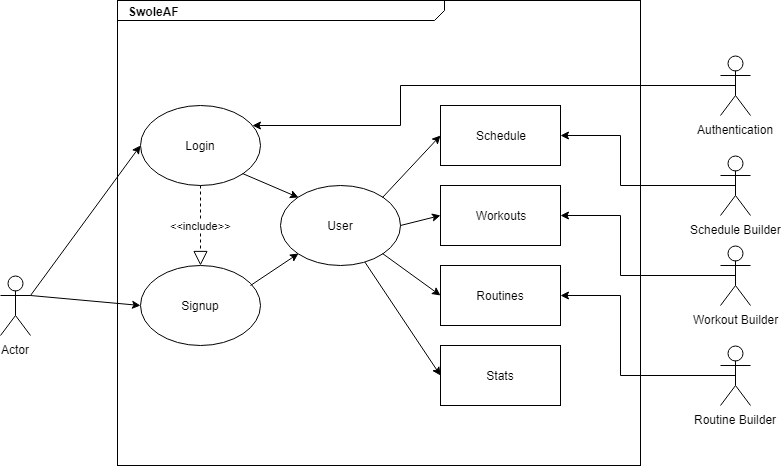 SwoleAF
Authentication
Login
Schedule
<<include>>
User
Workouts
Schedule Builder
Signup
Routines
Actor
Workout Builder
Stats
Routine Builder